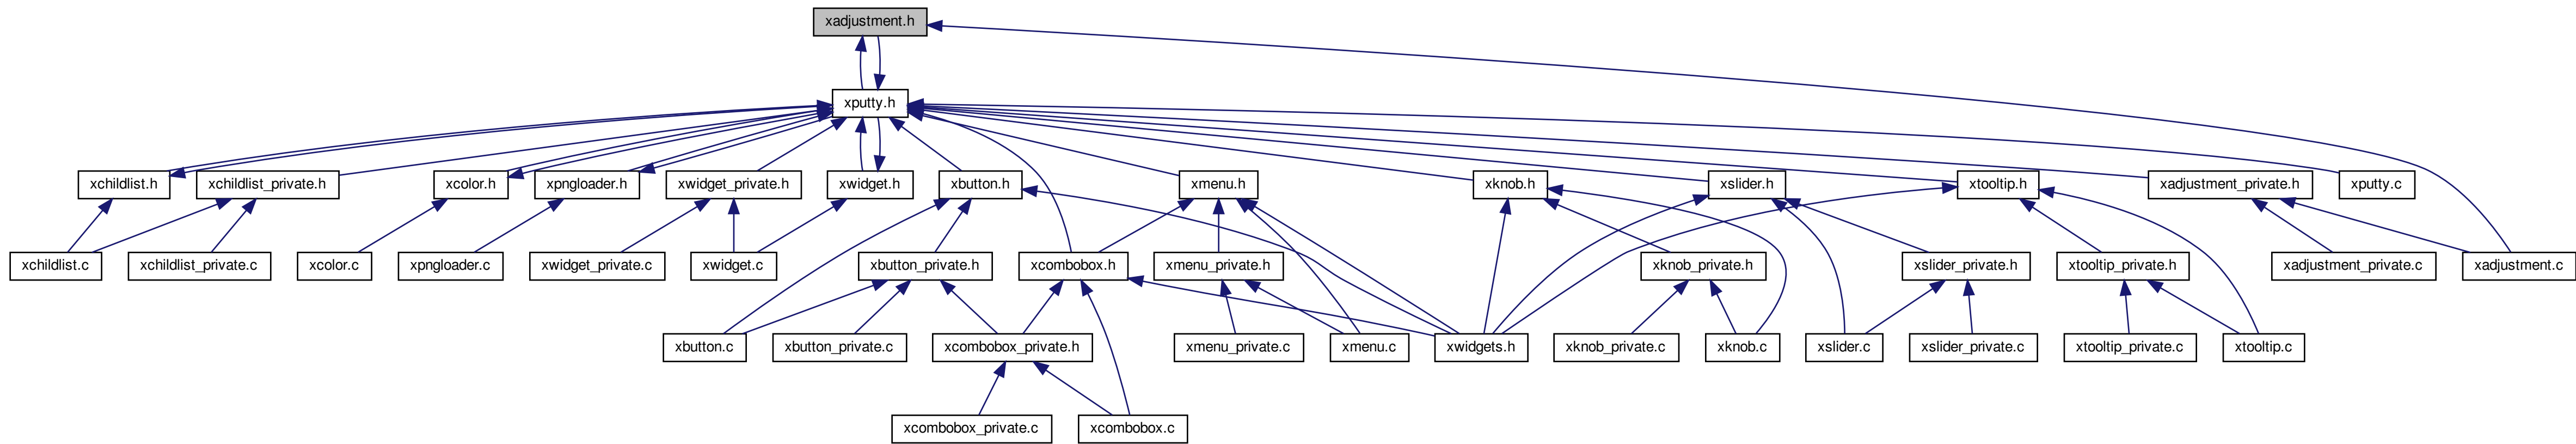 xadjustment.h
xputty.h
xchildlist.h
xchildlist_private.h
xcolor.h
xpngloader.h
xwidget_private.h
xwidget.h
xbutton.h
xmenu.h
xknob.h
xslider.h
xtooltip.h
xadjustment_private.h
xputty.c
xchildlist.c
xchildlist_private.c
xcolor.c
xpngloader.c
xwidget_private.c
xwidget.c
xbutton_private.h
xcombobox.h
xmenu_private.h
xknob_private.h
xslider_private.h
xtooltip_private.h
xadjustment_private.c
xadjustment.c
xbutton.c
xbutton_private.c
xcombobox_private.h
xmenu_private.c
xmenu.c
xwidgets.h
xknob_private.c
xknob.c
xslider.c
xslider_private.c
xtooltip_private.c
xtooltip.c
xcombobox_private.c
xcombobox.c